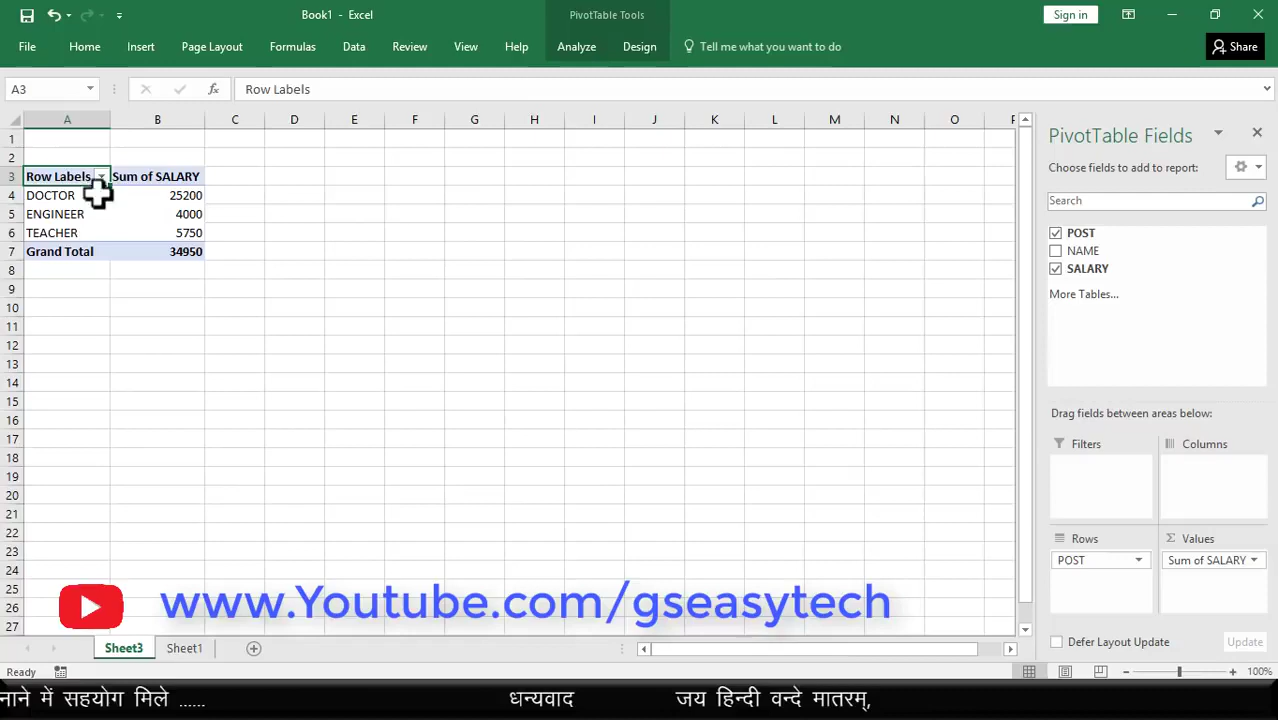 Book1 - Excel
PivotTable Tools
Sign in
File Home Insert Page Layout Formulas Data Review View Help Analyze Design Tell me what you want to do Share
A3 fx Row Labels
A B C D E F G H I J K L M N O
1
2
3 Row Labels Sum of SALARY
4 DOCTOR 25200
5 ENGINEER 4000
6 TEACHER 5750
7 Grand Total 34950
8
9
10
11
12
13
14
15
16
17
18
19
20
21
22
23
24
25
26
27
PivotTable Fields
Choose fields to add to report:
Search
POST
NAME
SALARY
More Tables...
Drag fields between areas below:
Filters Columns
Rows Σ Values
POST Sum of SALARY
Defer Layout Update Update
www.Youtube.com/gseasytech
Sheet3 Sheet1
Ready 100%
नाने में सहयोग मिले ...... धन्यवाद जय हिन्दी वन्दे मातरम्,